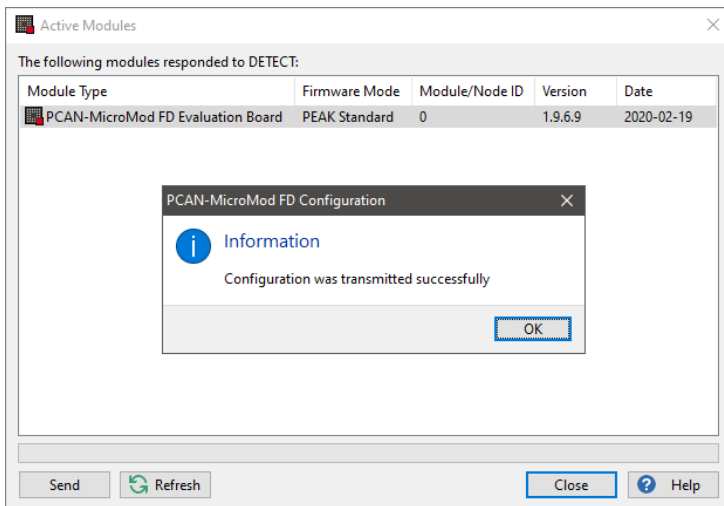 Active Modules
The following modules responded to DETECT:
Module Type Firmware Mode Module/Node ID Version Date
PCAN-MicroMod FD Evaluation Board PEAK Standard 0 1.9.6.9 2020-02-19
PCAN-MicroMod FD Configuration
Information
Configuration was transmitted successfully
OK
Send Refresh Close Help